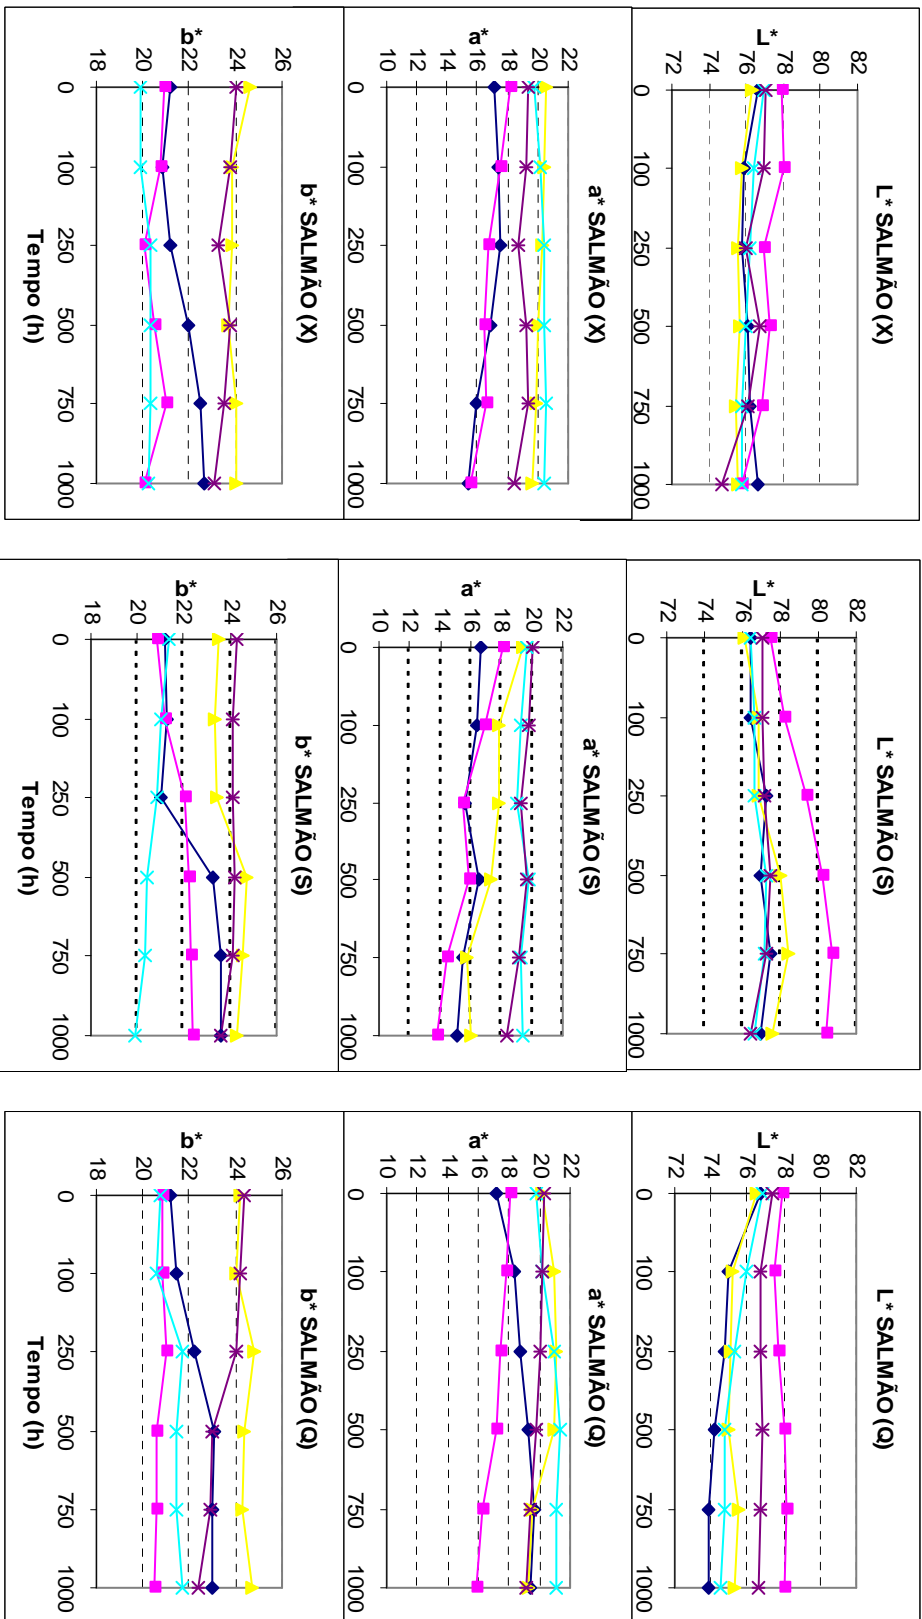 L* SALMÃO (X)
82
80
78
76
74
72
L*
0 100 250 500 750 1000
L* SALMÃO (S)
82
80
78
76
74
72
L*
0 100 250 500 750 1000
L* SALMÃO (Q)
82
80
78
76
74
72
L*
0 100 250 500 750 1000
a* SALMÃO (X)
22
20
18
16
14
12
10
a*
0 100 250 500 750 1000
a* SALMÃO (S)
22
20
18
16
14
12
10
a*
0 100 250 500 750 1000
a* SALMÃO (Q)
22
20
18
16
14
12
10
a*
0 100 250 500 750 1000
b* SALMÃO (X)
26
24
22
20
18
b*
0 100 250 500 750 1000
Tempo (h)
b* SALMÃO (S)
26
24
22
20
18
b*
0 100 250 500 750 1000
Tempo (h)
b* SALMÃO (Q)
26
24
22
20
18
b*
0 100 250 500 750 1000
Tempo (h)